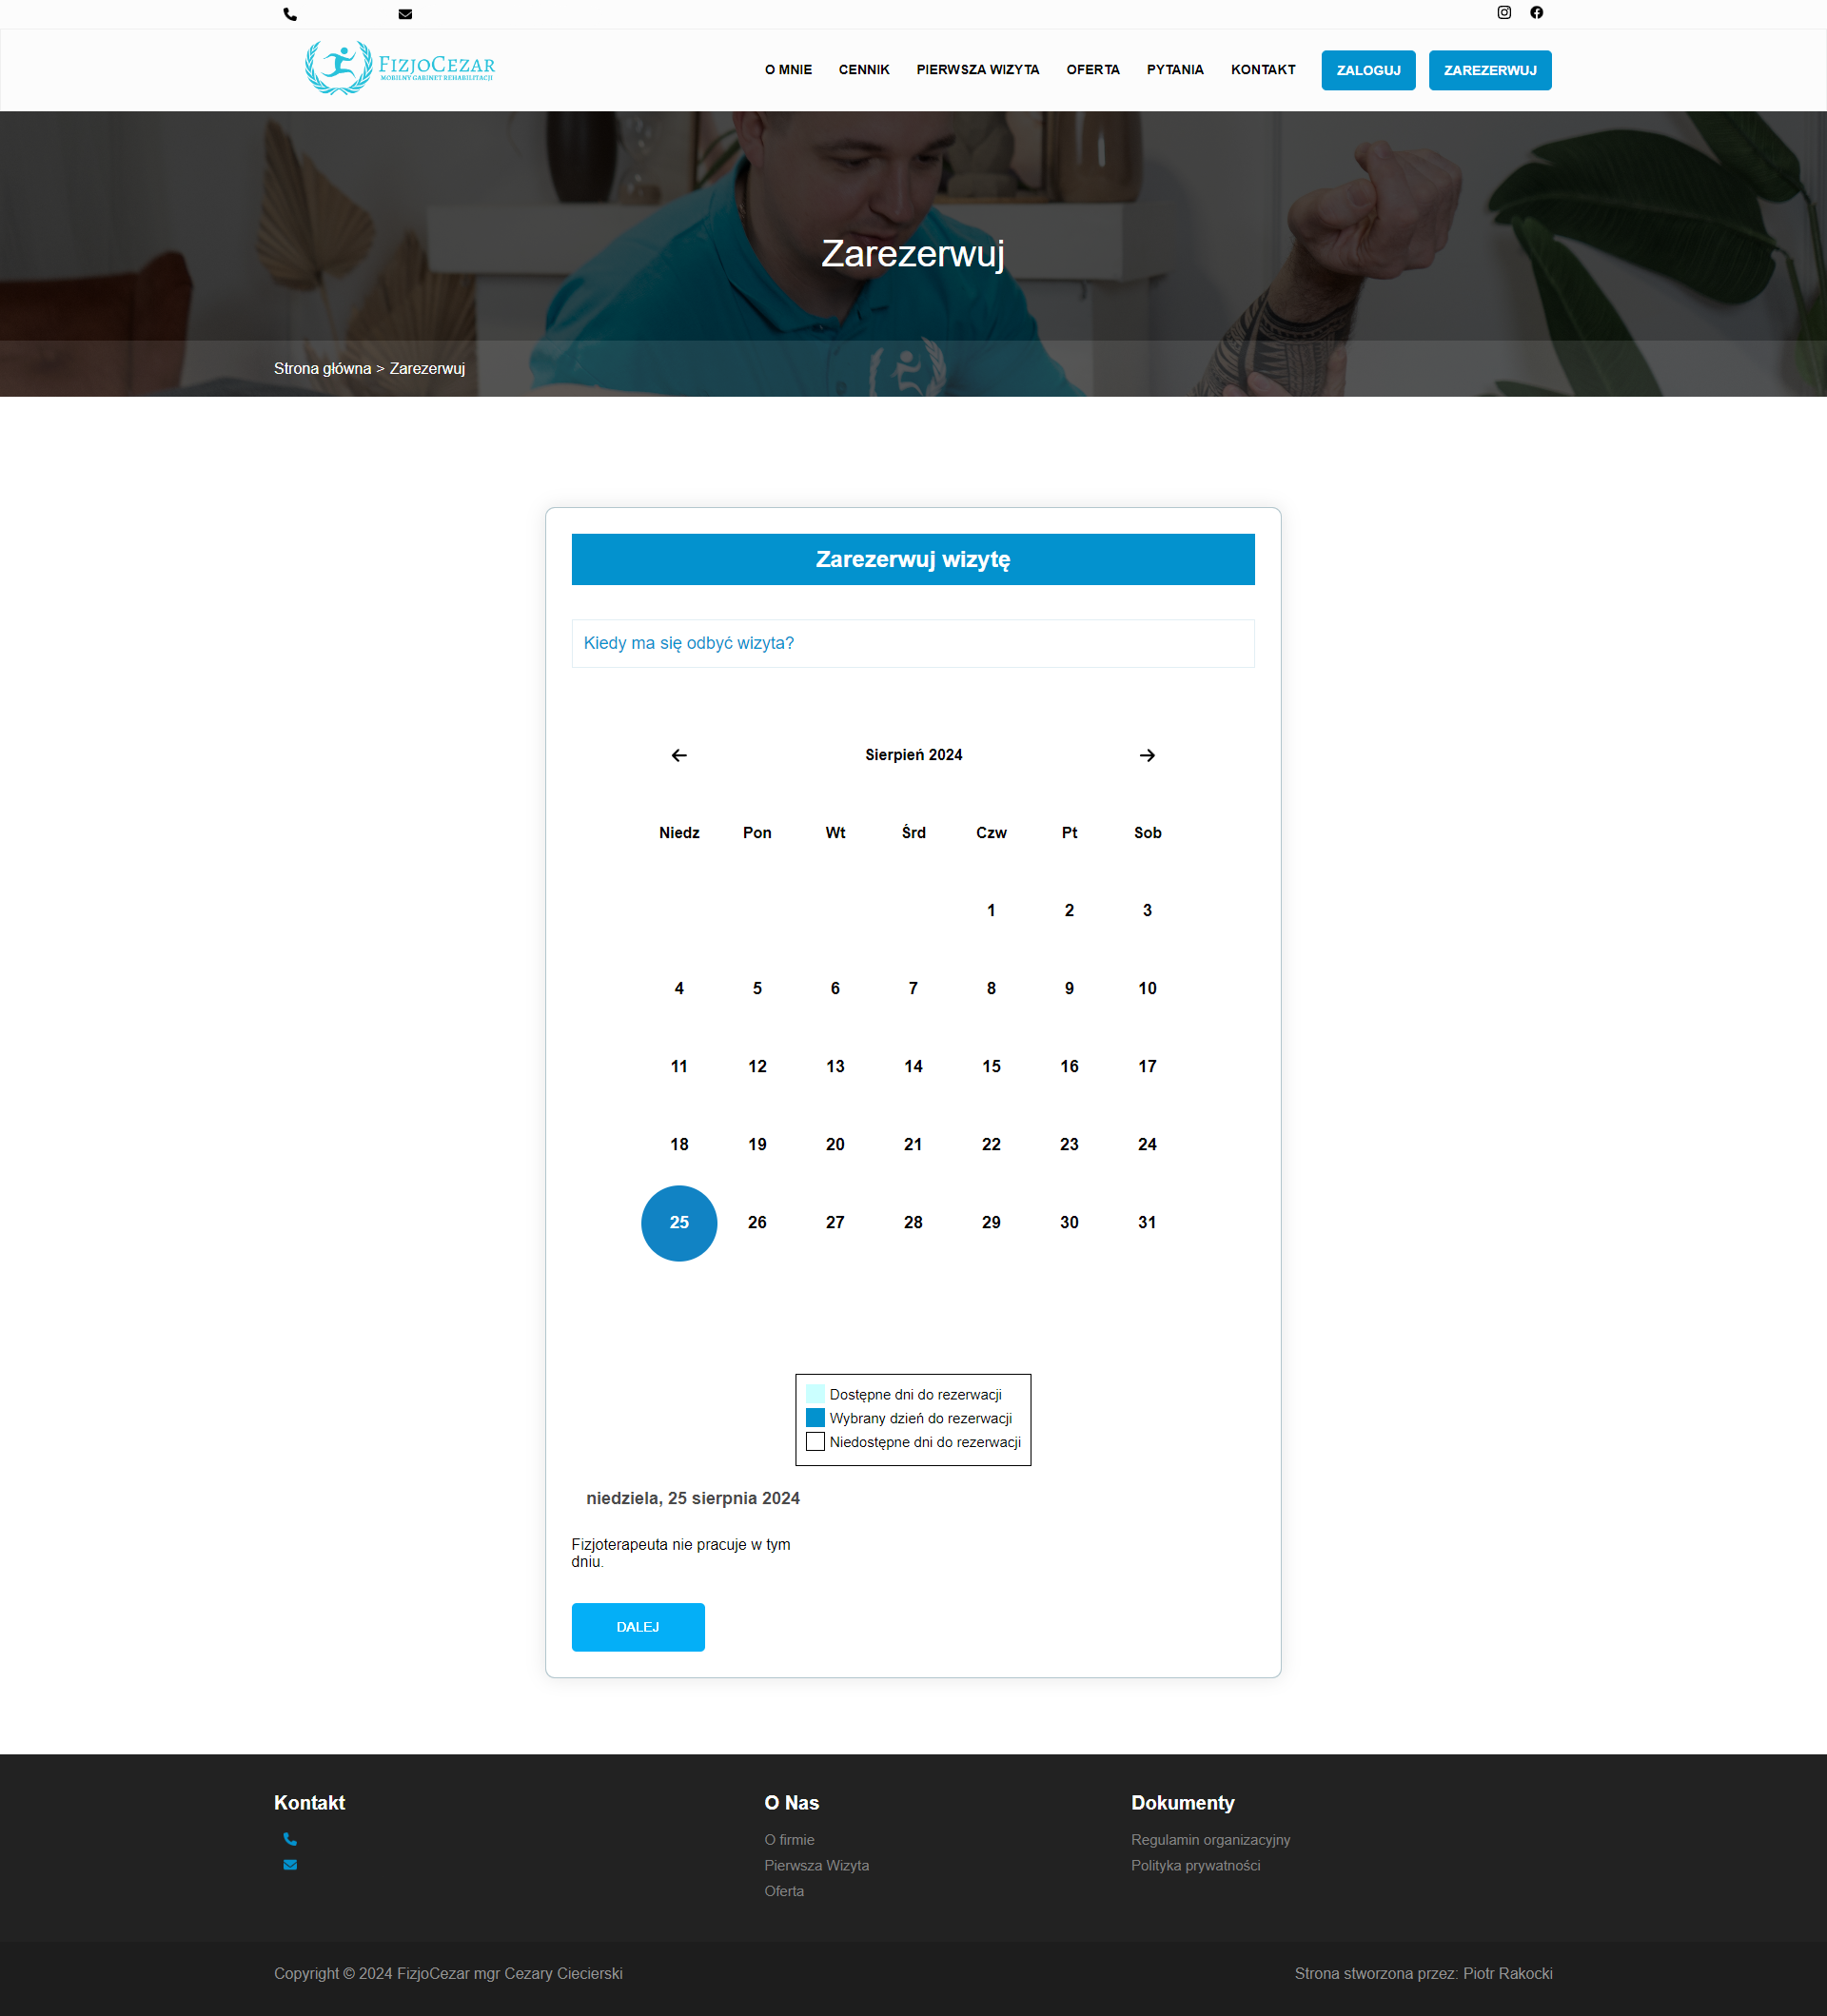 FizjoCezar
MOBILNY GABINET REHABILITACJI
O MNIE CENNIK PIERWSZA WIZYTA OFERTA PYTANIA KONTAKT ZALOGUJ ZAREZERWUJ
Zarezerwuj
Strona główna > Zarezerwuj
Zarezerwuj wizytę
Kiedy ma się odbyć wizyta?
Sierpień 2024
Niedz Pon Wt Śrd Czw Pt Sob
1 2 3
4 5 6 7 8 9 10
11 12 13 14 15 16 17
18 19 20 21 22 23 24
25 26 27 28 29 30 31
Dostępne dni do rezerwacji
Wybrany dzień do rezerwacji
Niedostępne dni do rezerwacji
niedziela, 25 sierpnia 2024
Fizjoterapeuta nie pracuje w tym
dniu.
DALEJ
Kontakt
O Nas
O firmie
Pierwsza Wizyta
Oferta
Dokumenty
Regulamin organizacyjny
Polityka prywatności
Copyright © 2024 FizjoCezar mgr Cezary Ciecierski
Strona stworzona przez: Piotr Rakocki